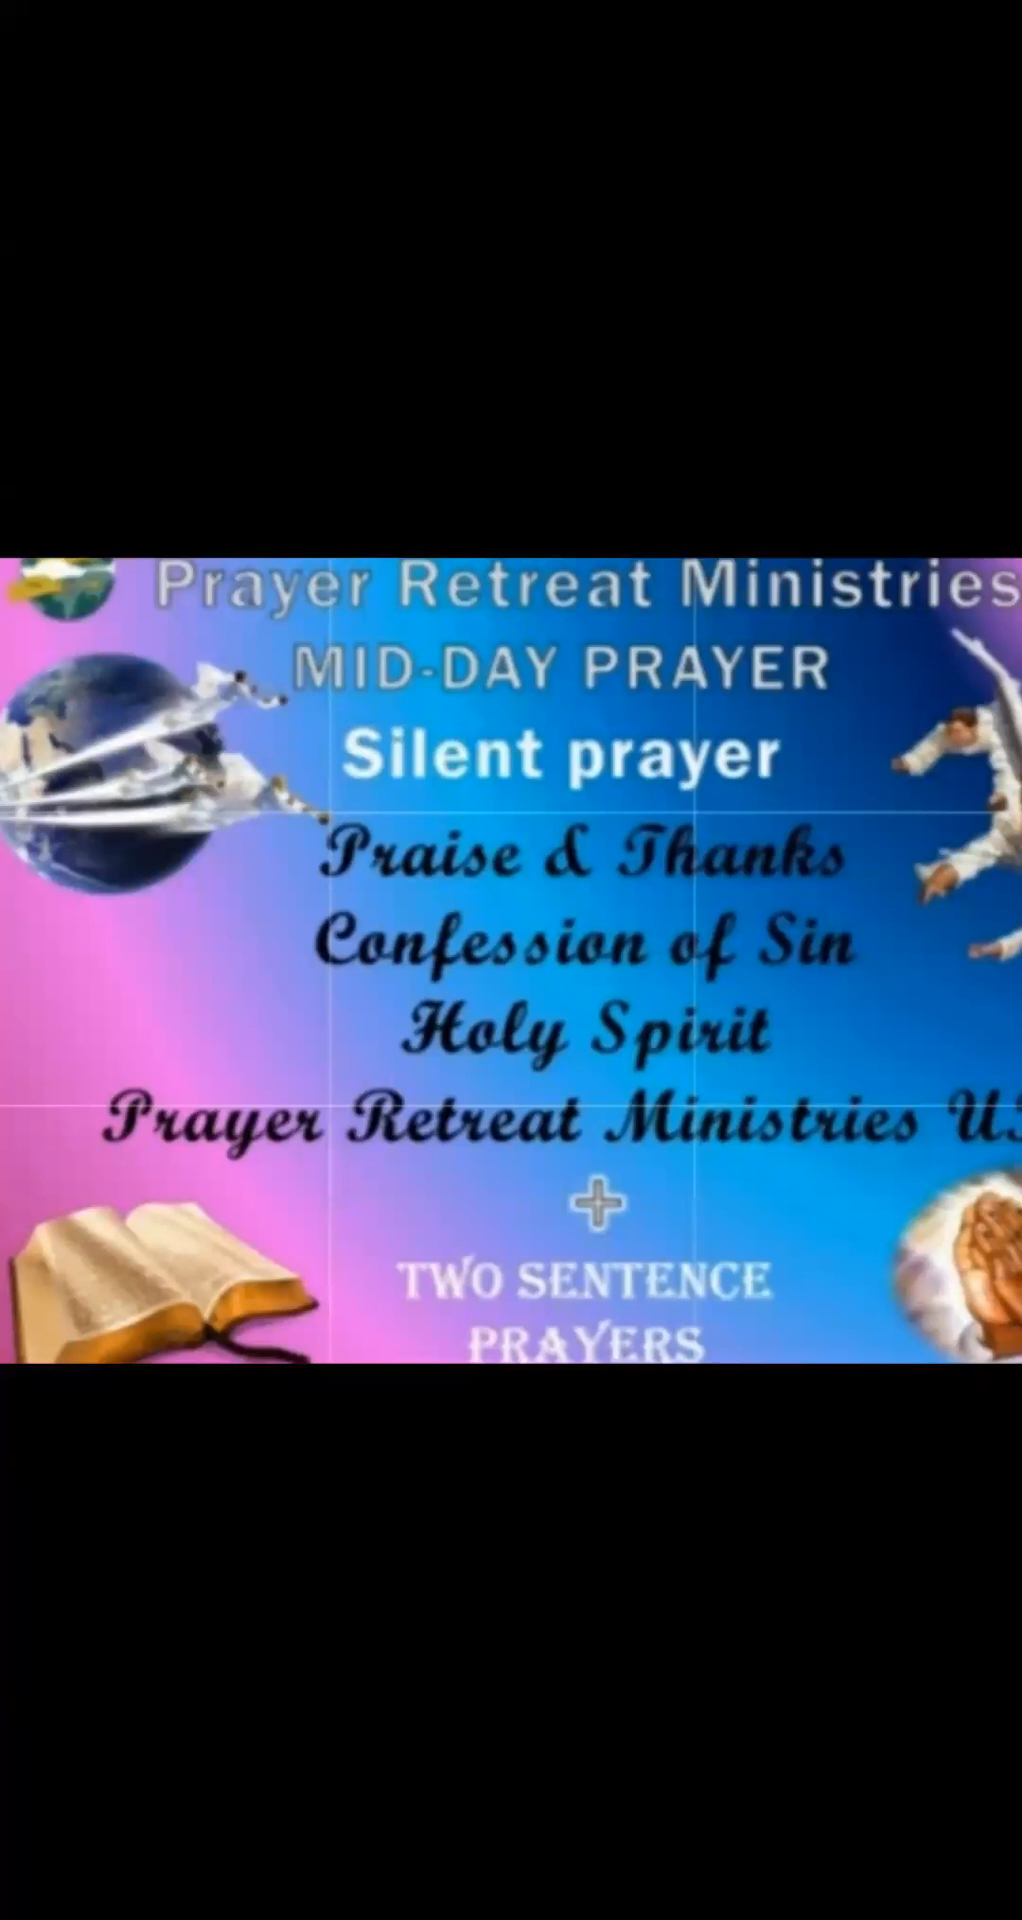 Prayer Retreat Ministries
MID-DAY PRAYER
Silent prayer
Praise & Thanks
Confession of Sin
Holy Spirit
Prayer Retreat Ministries
TWO SENTENCE
PRAYERS